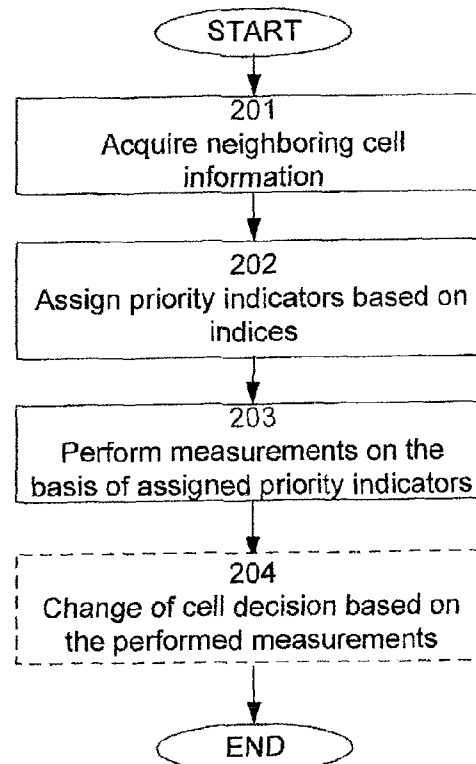 START
201
Acquire neighboring cell
information
202
Assign priority indicators based on
indices
203
Perform measurements on the
basis of assigned priority indicators
204
Change of cell decision based on
the performed measurements
END